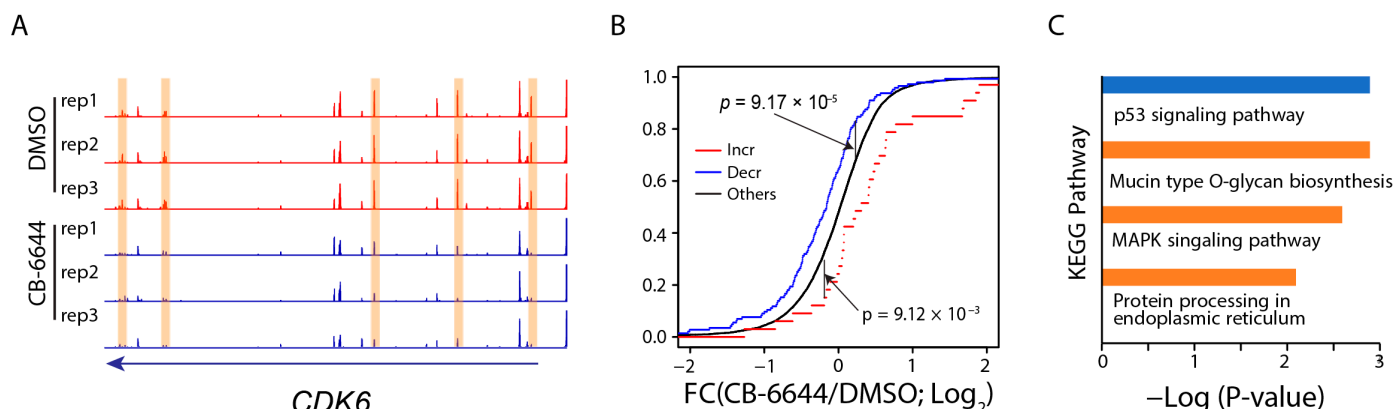 A
DMSO
rep1
rep2
rep3
CB-6644
rep1
rep2
rep3
CDK6
B
1.0
0.8
0.6
0.4
0.2
0.0
p = 9.17 × 10-5
Incr
Decr
Others
p = 9.12 × 10−3
−2 −1 0 1 2
FC(CB-6644/DMSO; Log2)
C
KEGG Pathway
p53 signaling pathway
Mucin type O-glycan biosynthesis
MAPK singaling pathway
Protein processing in
endoplasmic reticulum
0 −1 −2 −3
−Log (P-value)